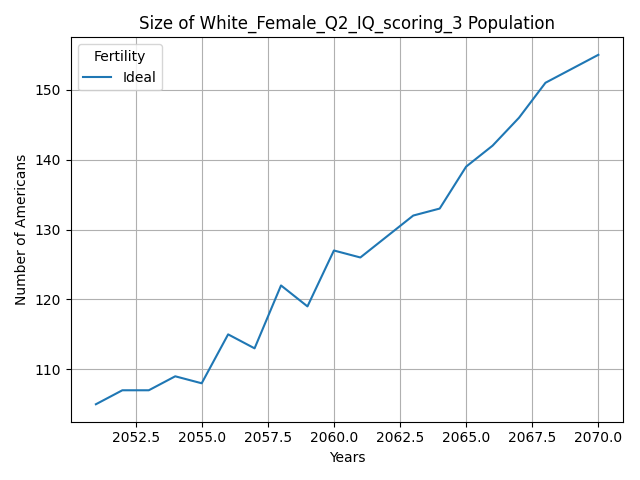 Size of White_Female_Q2_IQ_scoring_3 Population
Fertility
Ideal
Number of Americans
150
140
130
120
110
2052.5 2055.0 2057.5 2060.0 2062.5 2065.0 2067.5 2070.0
Years